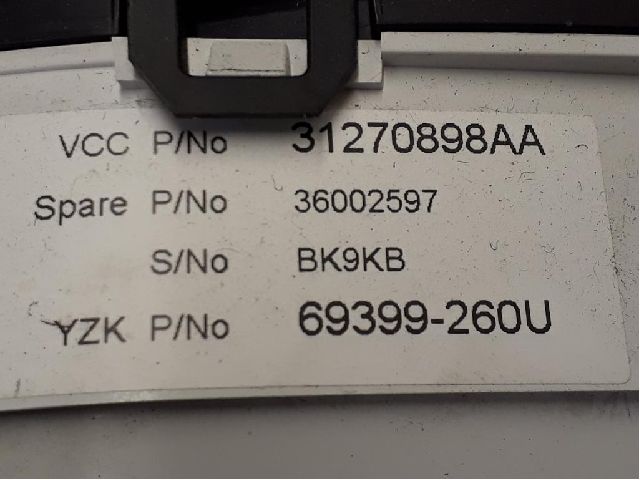 VCC P/No 31270898AA
Spare P/No 36002597
S/No BK9KB
YZK P/No 69399-260U